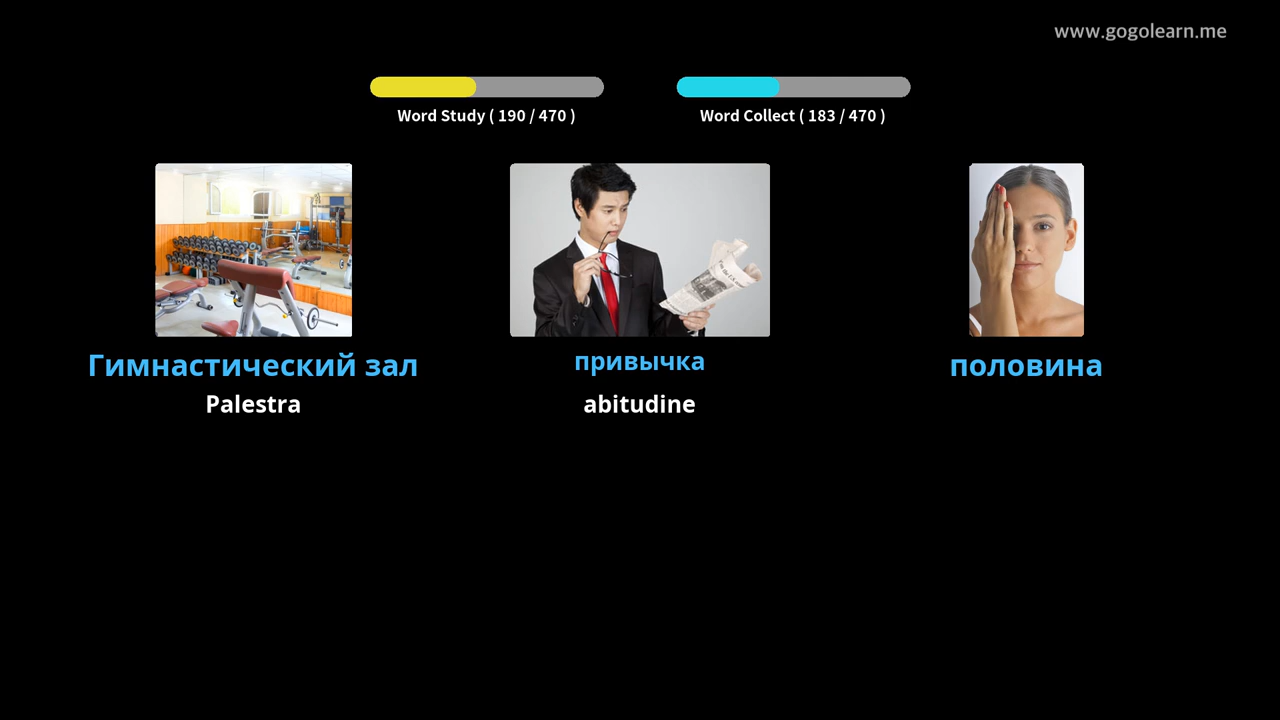 www.gogolearn.me
Word Study ( 190 / 470 )
Word Collect ( 183 / 470 )
Гимнастический зал
Palestra
привычка
abitudine
половина